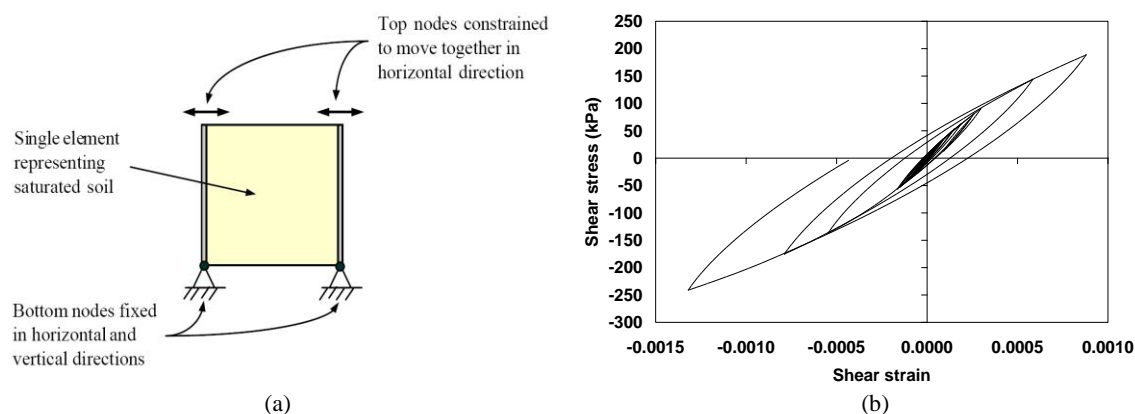 Top nodes constrained
to move together in
horizontal direction
Single element
representing
saturated soil
Bottom nodes fixed
in horizontal and
vertical directions
(a)
250
200
150
100
50
0
-50
-100
-150
-200
-250
-300
Shear stress (kPa)
-0.0015 -0.0010 -0.0005 0.0000 0.0005 0.0010
Shear strain
(b)